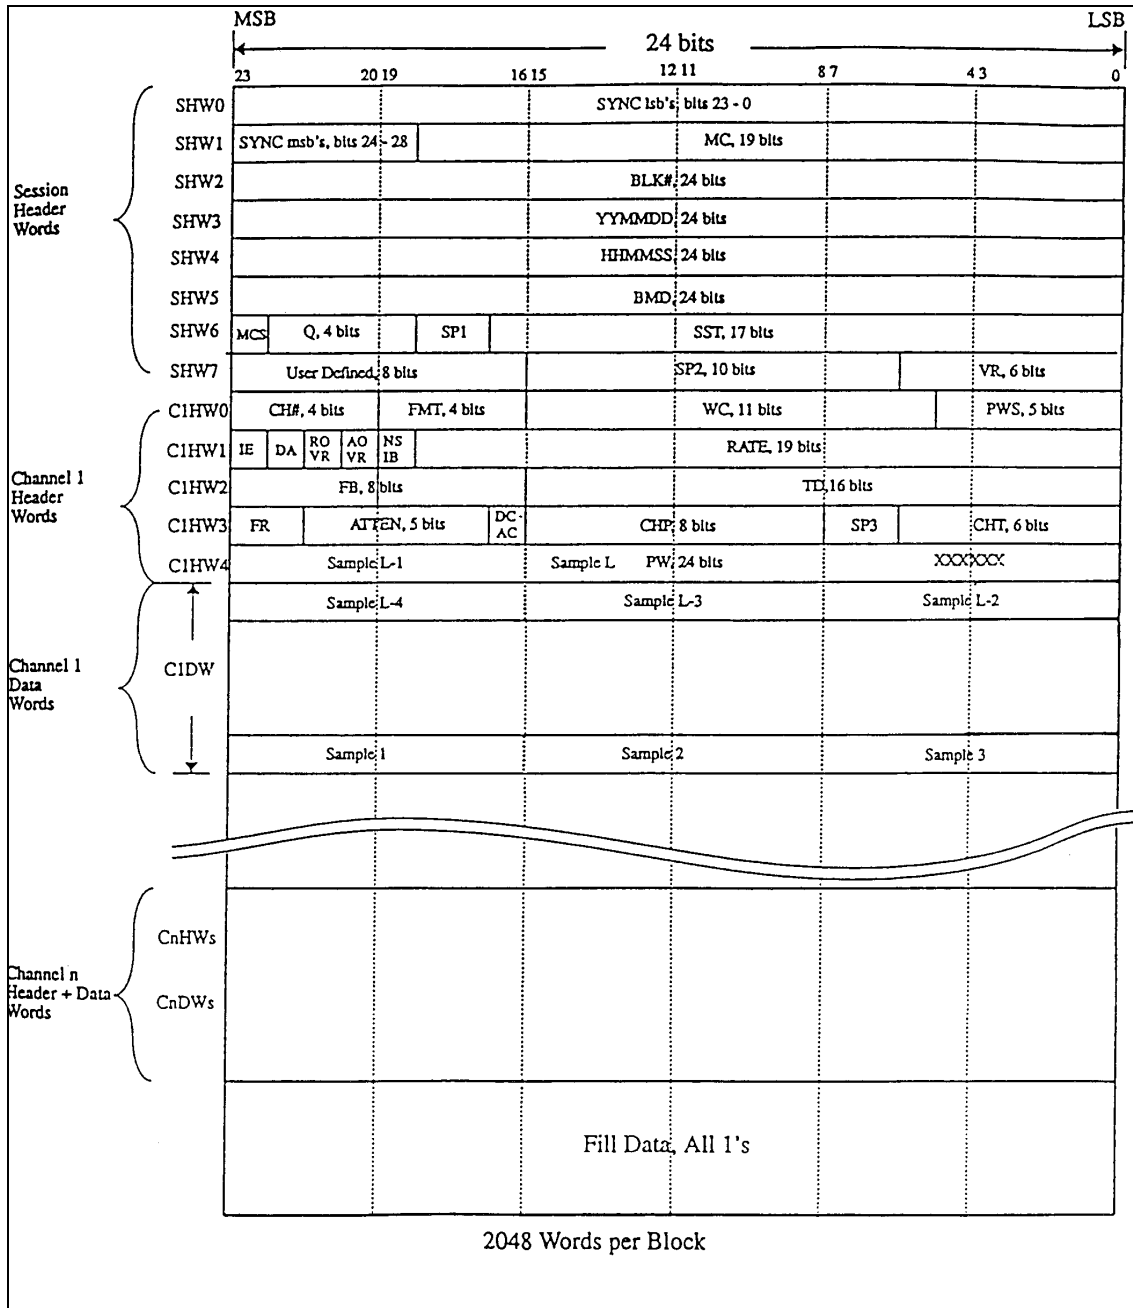 MSB LSB
24 bits
23 20 19 16 15 12 11 8 7 4 3 0
SHW0 SYNC lsb's, bits 23 - 0
SHW1 SYNC msb's, bits 24 - 28 MC, 19 bits
SHW2 BLK#, 24 bits
Session
Header
Words
SHW3 YYMMDD, 24 bits
SHW4 HHMMSS, 24 bits
SHW5 BMD, 24 bits
SHW6 MCS Q, 4 bits SP1 SST, 17 bits
SHW7 User Defined, 8 bits SP2, 10 bits VR, 6 bits
C1HW0 CH#, 4 bits FMT, 4 bits WC, 11 bits PWS, 5 bits
C1HW1 IE DA RO VR AO VR NS IB RATE, 19 bits
Channel 1
Header
Words
C1HW2 FB, 8 bits TD, 16 bits
C1HW3 FR ATTEN, 5 bits DC - AC CHP, 8 bits SP3 CHT, 6 bits
C1HW4 Sample L-1 Sample L PW, 24 bits XXXXXX
Sample L-4 Sample L-3 Sample L-2
Channel 1
Data
Words
C1DW
Sample 1 Sample 2 Sample 3
CnHWs
Channel n
Header + Data
Words
CnDWs
Fill Data, All 1's
2048 Words per Block